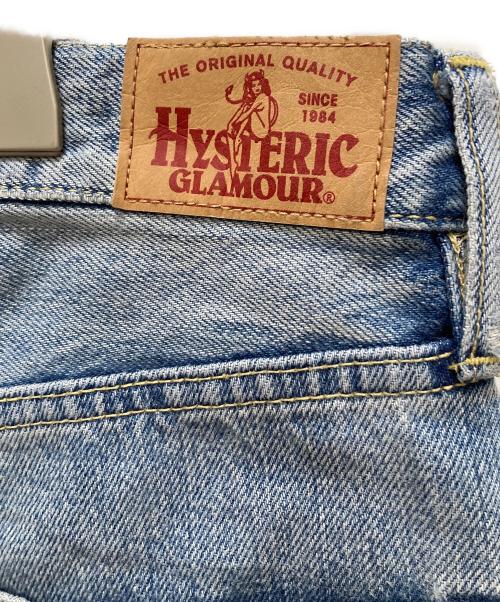 THE ORIGINAL QUALITY
SINCE
1984
HYSTERIC
GLAMOUR®